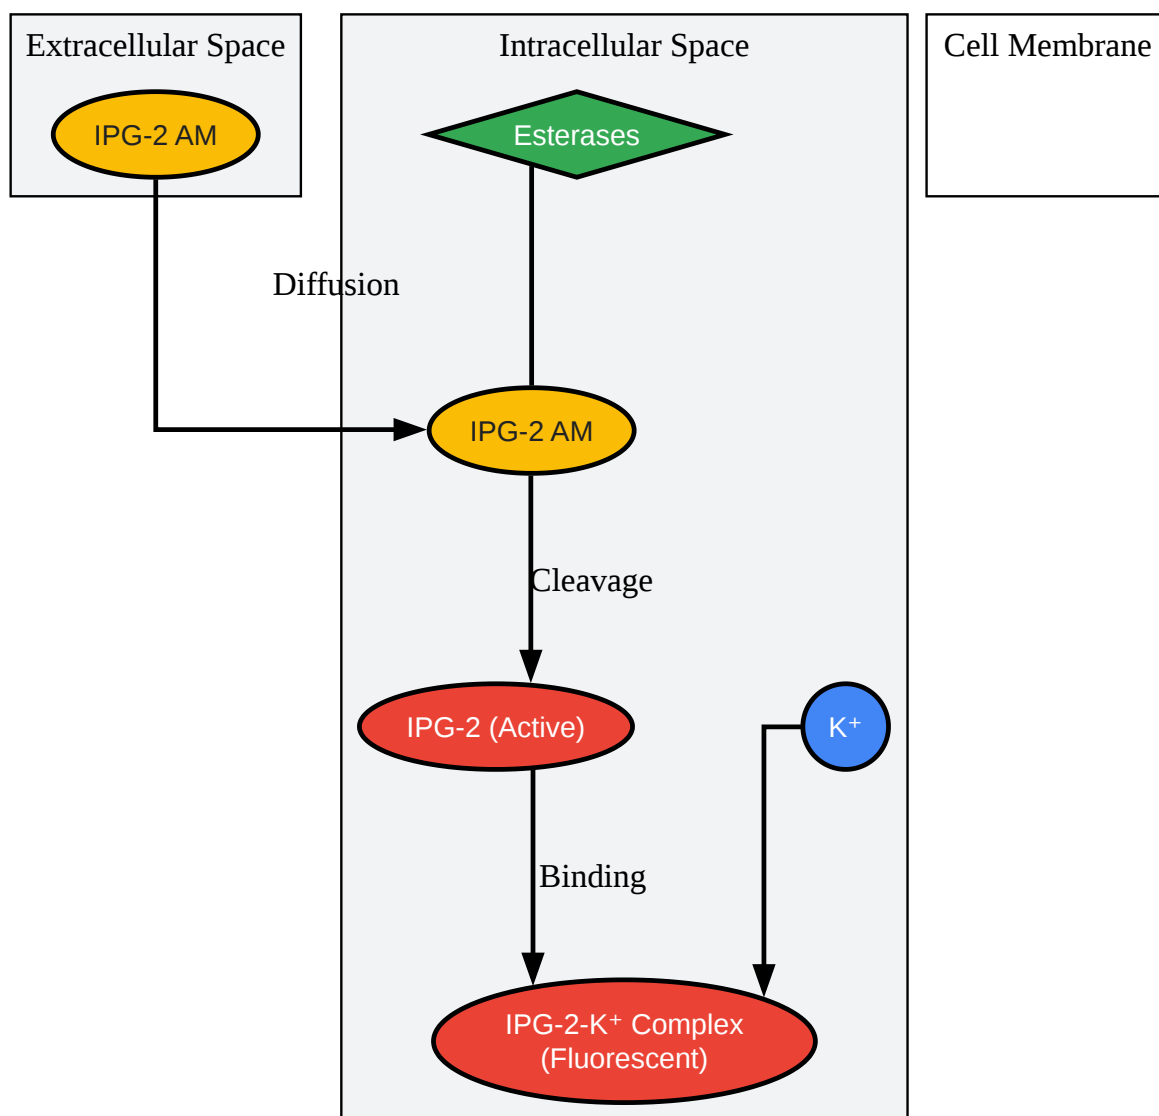 Extracellular Space
Intracellular Space
Cell Membrane
IPG-2 AM
Esterases
Diffusion
IPG-2 AM
Cleavage
IPG-2 (Active)
K⁺
Binding
IPG-2-K⁺ Complex
(Fluorescent)